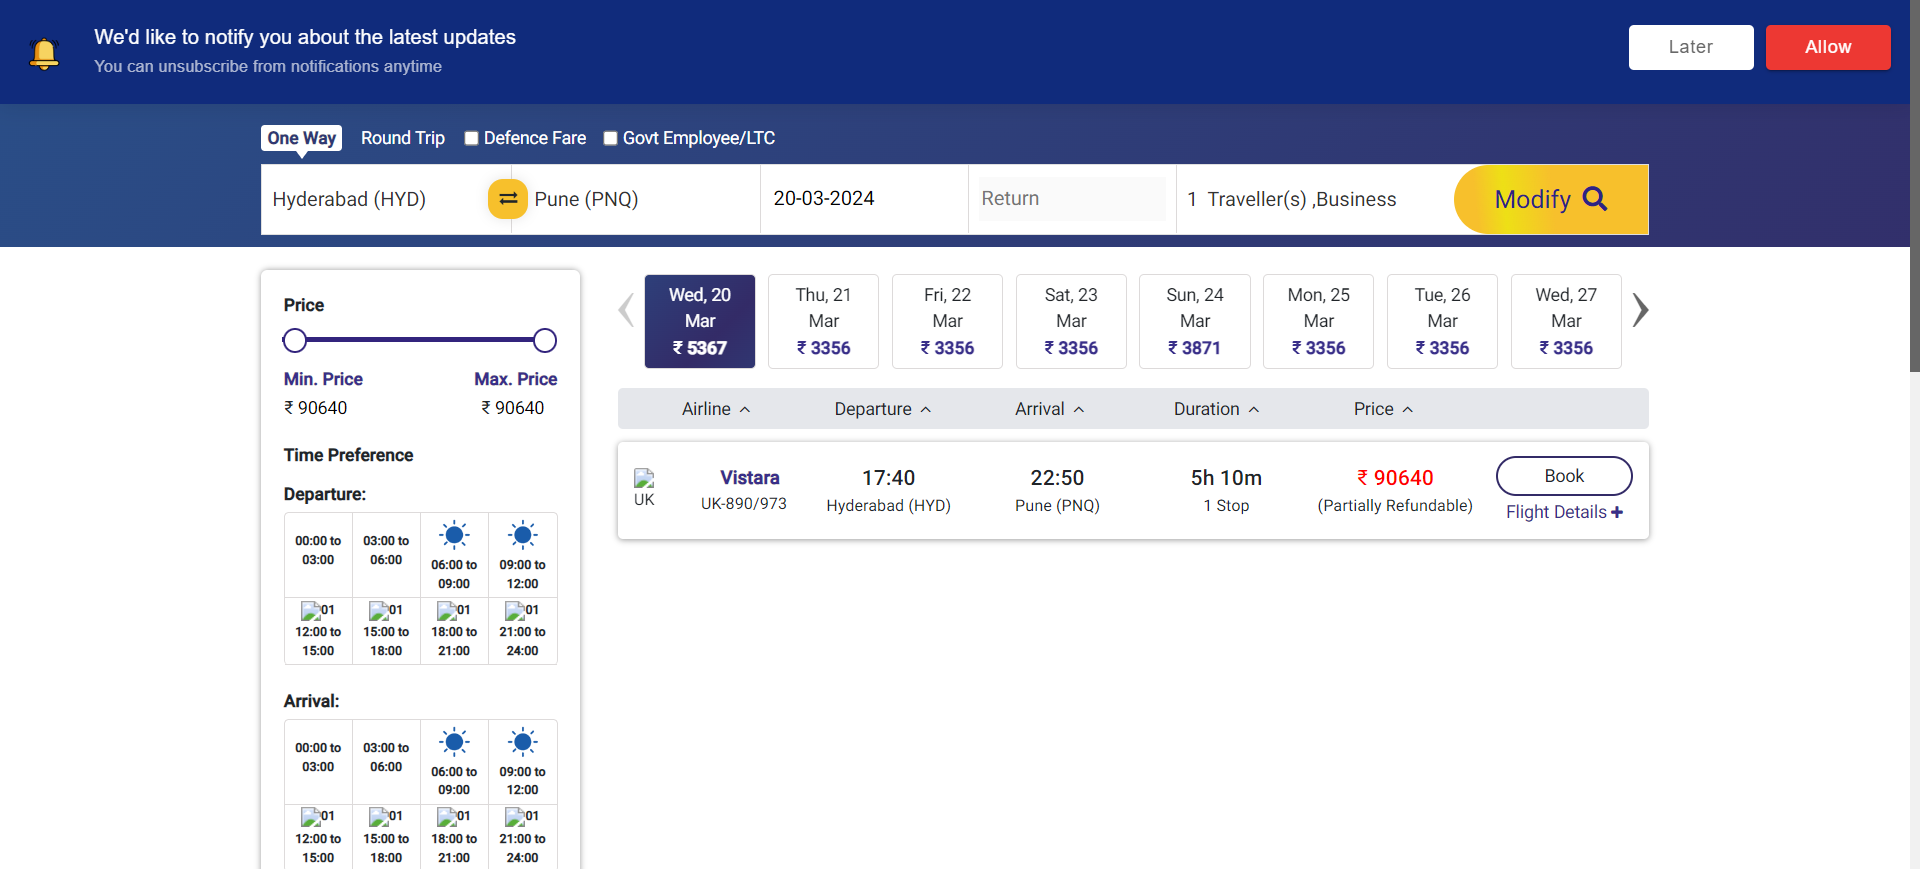 We'd like to notify you about the latest updates
You can unsubscribe from notifications anytime
Later
Allow
One Way
Round Trip
Defence Fare
Govt Employee/LTC
Hyderabad (HYD)
Pune (PNQ)
20-03-2024
Return
1 Traveller(s) ,Business
Modify
Price
Min. Price
Max. Price
₹ 90640
₹ 90640
Time Preference
Departure:
00:00 to
03:00
03:00 to
06:00
06:00 to
09:00
09:00 to
12:00
01
12:00 to
15:00
01
15:00 to
18:00
01
18:00 to
21:00
01
21:00 to
24:00
Arrival:
00:00 to
03:00
03:00 to
06:00
06:00 to
09:00
09:00 to
12:00
01
12:00 to
15:00
01
15:00 to
18:00
01
18:00 to
21:00
01
21:00 to
24:00
Wed, 20
Mar
₹ 5367
Thu, 21
Mar
₹ 3356
Fri, 22
Mar
₹ 3356
Sat, 23
Mar
₹ 3356
Sun, 24
Mar
₹ 3871
Mon, 25
Mar
₹ 3356
Tue, 26
Mar
₹ 3356
Wed, 27
Mar
₹ 3356
Airline
Departure
Arrival
Duration
Price
UK
Vistara
UK-890/973
17:40
Hyderabad (HYD)
22:50
Pune (PNQ)
5h 10m
1 Stop
₹ 90640
(Partially Refundable)
Book
Flight Details +